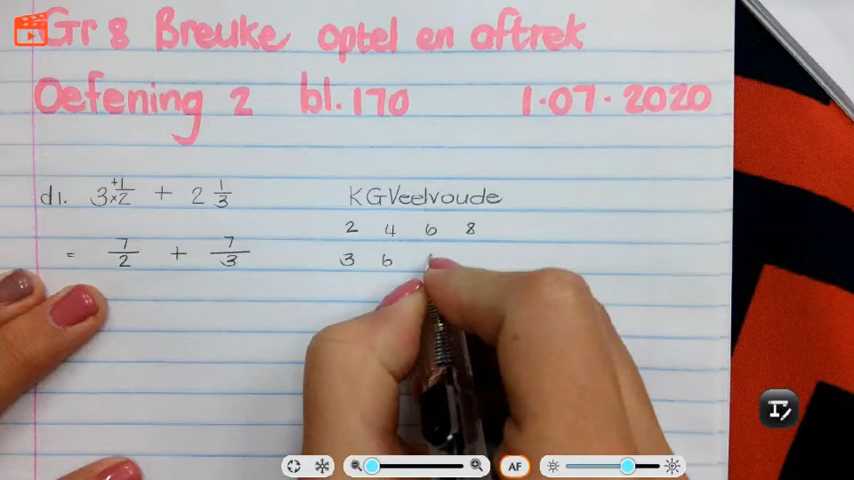 Gr 8 Breuke optel en aftrek
Oefening 2 bl. 170 1.07.2020
d1. 3 +1/×2 + 2 1/3 KGVeelvoude
2 4 6 8
= 7/2 + 7/3 3 6
AF